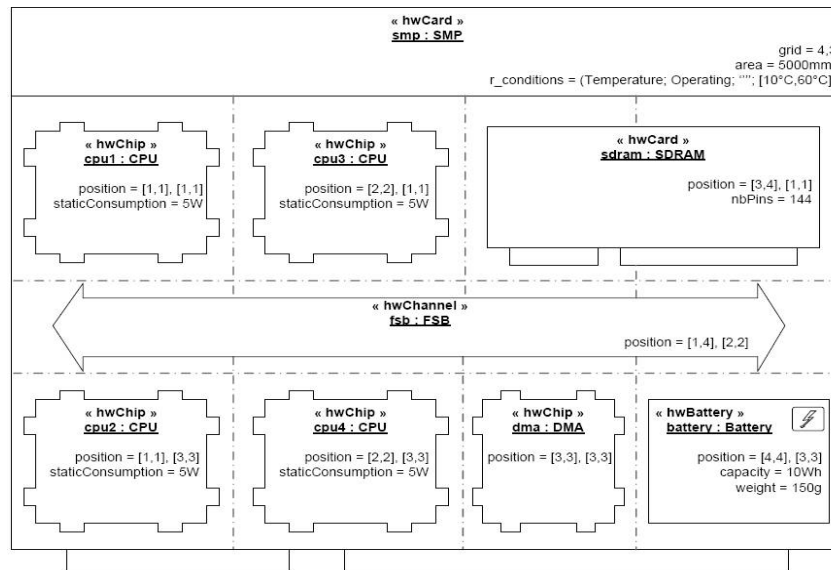 « hwCard »
smp : SMP
grid = 4,3
area = 5000mm
r_conditions = (Temperature; Operating; “”; [10°C,60°C]
« hwChip »
cpu1 : CPU
position = [1,1], [1,1]
staticConsumption = 5W
« hwChip »
cpu3 : CPU
position = [2,2], [1,1]
staticConsumption = 5W
« hwCard »
sdram : SDRAM
position = [3,4], [1,1]
nbPins = 144
« hwChannel »
fsb : FSB
position = [1,4], [2,2]
« hwChip »
cpu2 : CPU
position = [1,1], [3,3]
staticConsumption = 5W
« hwChip »
cpu4 : CPU
position = [2,2], [3,3]
staticConsumption = 5W
« hwChip »
dma : DMA
position = [3,3], [3,3]
« hwBattery »
battery : Battery
position = [4,4], [3,3]
capacity = 10Wh
weight = 150g